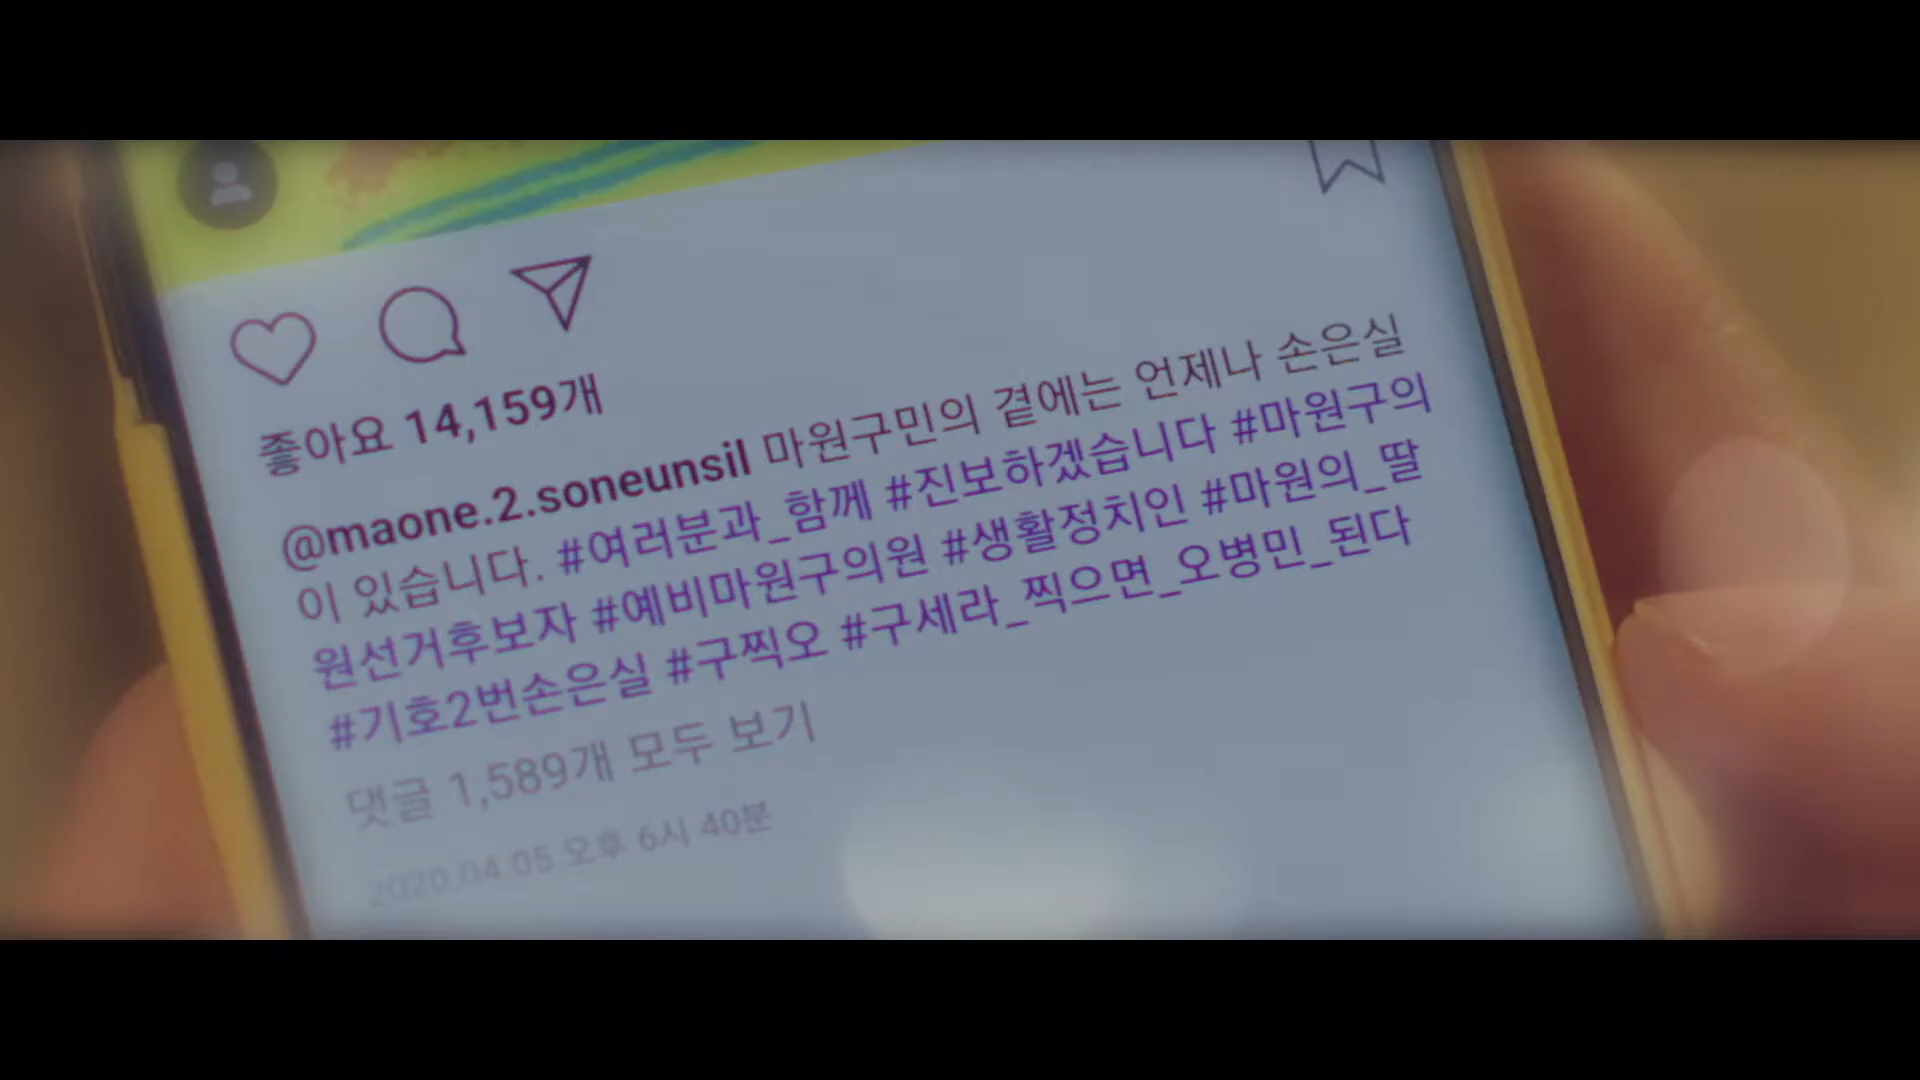 좋아요 14,159개
@maone.2.soneunsil 마원구민의 곁에는 언제나 손은실
이 있습니다. #여러분과_함께 #진보하겠습니다 #마원구의
원선거후보자 #예비마원구의원 #생활정치인 #마원의_딸
#기호2번손은실 #구찍오 #구세라_찍으면_오병민_된다
댓글 1,589개 모두 보기
2020.04.05 오후 6시 40분